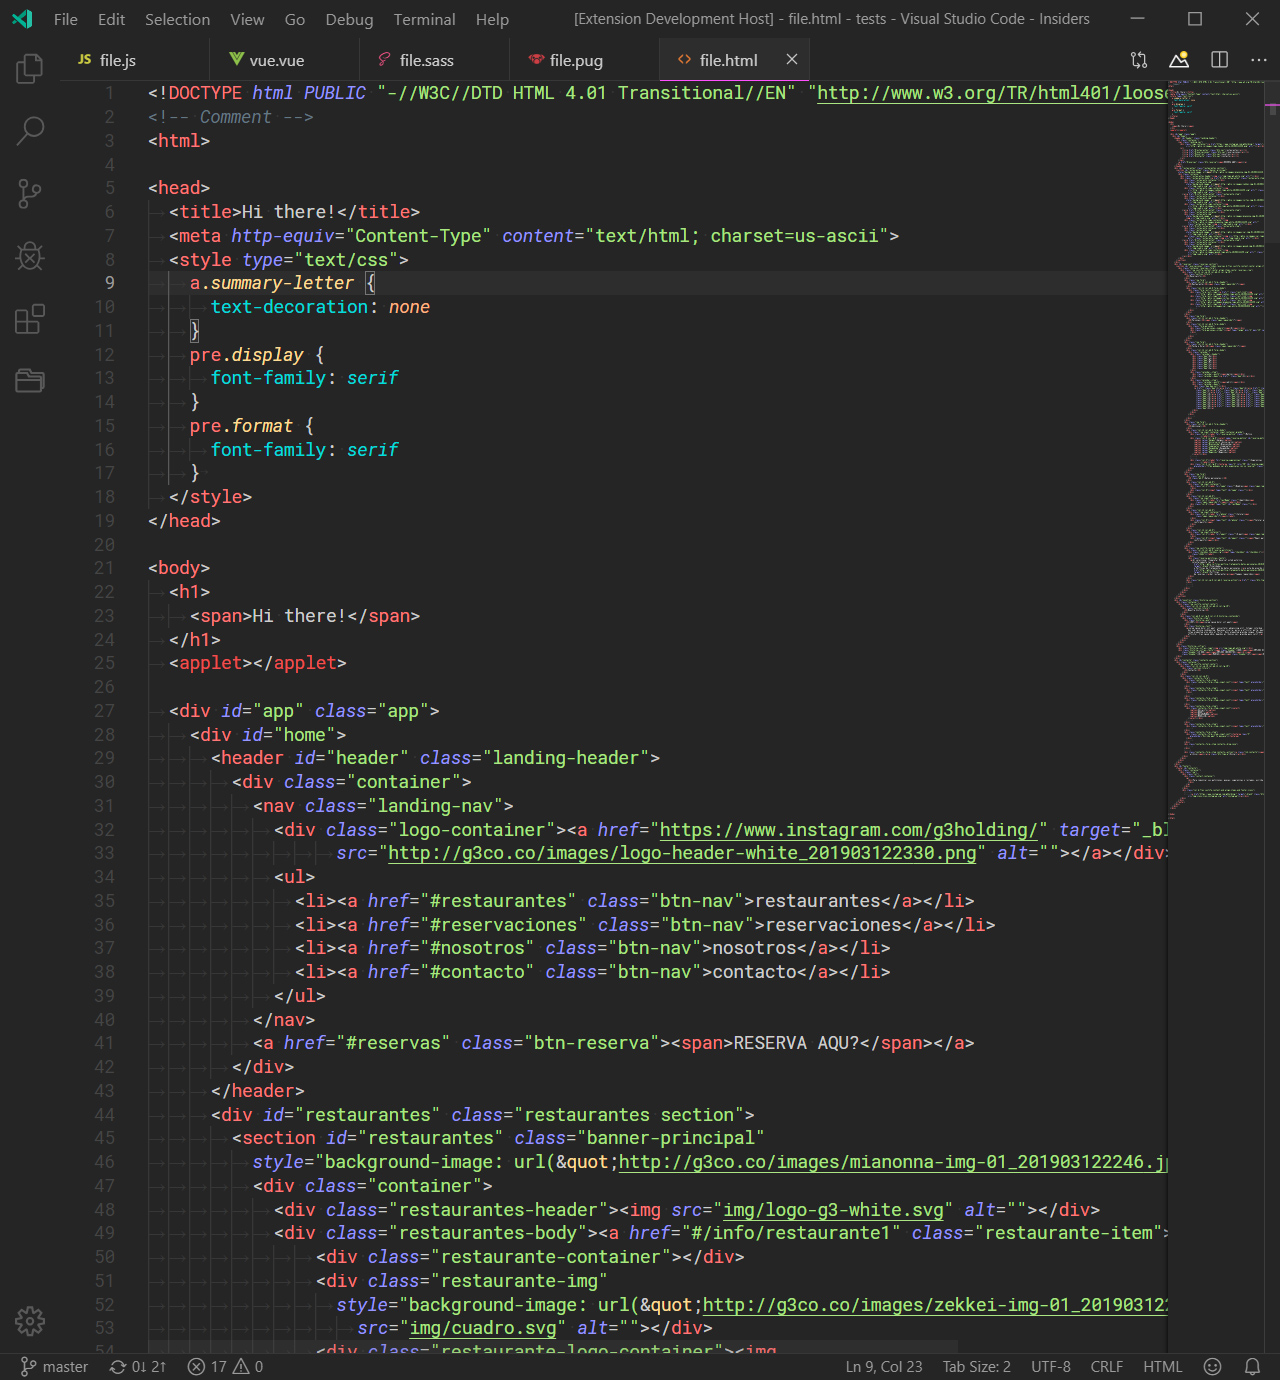 File Edit Selection View Go Debug Terminal Help [Extension Development Host] - file.html - tests - Visual Studio Code - Insiders
JS file.js vue.vue file.sass file.pug file.html
1 <!DOCTYPE html PUBLIC "-//W3C//DTD HTML 4.01 Transitional//EN" "http://www.w3.org/TR/html401/loose
2 <!-- Comment -->
3 <html>
4
5 <head>
6 <title>Hi there!</title>
7 <meta http-equiv="Content-Type" content="text/html; charset=us-ascii">
8 <style type="text/css">
9 a.summary-letter {
10 text-decoration: none
11 }
12 pre.display {
13 font-family: serif
14 }
15 pre.format {
16 font-family: serif
17 }
18 </style>
19 </head>
20
21 <body>
22 <h1>
23 <span>Hi there!</span>
24 </h1>
25 <applet></applet>
26
27 <div id="app" class="app">
28 <div id="home">
29 <header id="header" class="landing-header">
30 <div class="container">
31 <nav class="landing-nav">
32 <div class="logo-container"><a href="https://www.instagram.com/g3holding/" target="_bl
33 src="http://g3co.co/images/logo-header-white_201903122330.png" alt=""></a></div>
34 <ul>
35 <li><a href="#restaurantes" class="btn-nav">restaurantes</a></li>
36 <li><a href="#reservaciones" class="btn-nav">reservaciones</a></li>
37 <li><a href="#nosotros" class="btn-nav">nosotros</a></li>
38 <li><a href="#contacto" class="btn-nav">contacto</a></li>
39 </ul>
40 </nav>
41 <a href="#reservas" class="btn-reserva"><span>RESERVA AQU?</span></a>
42 </div>
43 </header>
44 <div id="restaurantes" class="restaurantes section">
45 <section id="restaurantes" class="banner-principal"
46 style="background-image: url(&quot;http://g3co.co/images/mianonna-img-01_201903122246.jp
47 <div class="container">
48 <div class="restaurantes-header"><img src="img/logo-g3-white.svg" alt=""></div>
49 <div class="restaurantes-body"><a href="#/info/restaurante1" class="restaurante-item">
50 <div class="restaurante-container"></div>
51 <div class="restaurante-img"
52 style="background-image: url(&quot;http://g3co.co/images/zekkei-img-01_201903122
53 src="img/cuadro.svg" alt=""></div>
54 <div class="restaurante-logo-container"><img
master 0↓ 2↑ 17 0 Ln 9, Col 23 Tab Size: 2 UTF-8 CRLF HTML